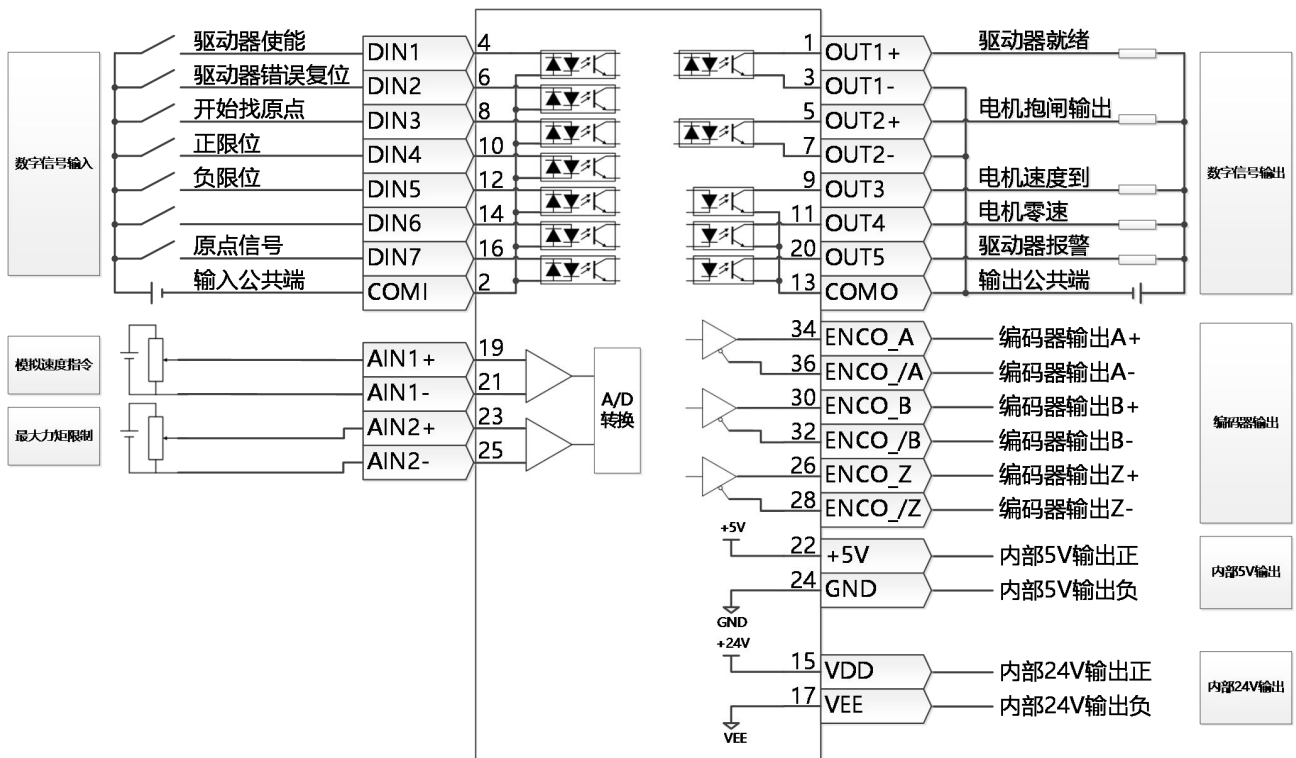 数字信号输入
驱动器使能 DIN1 4
驱动器错误复位 DIN2 6
开始找原点 DIN3 8
正限位 DIN4 10
负限位 DIN5 12
DIN6 14
原点信号 DIN7 16
输入公共端 COMI 2
模拟速度指令
AIN1+ 19
AIN1- 21
最大力矩限制
AIN2+ 23
AIN2- 25
A/D
转换
1 OUT1+ 驱动器就绪
3 OUT1-
5 OUT2+ 电机抱闸输出
7 OUT2-
9 OUT3 电机速度到
11 OUT4 电机零速
20 OUT5 驱动器报警
13 COMO 输出公共端
数字信号输出
34 ENCO_A 编码器输出A+
36 ENCO_/A 编码器输出A-
30 ENCO_B 编码器输出B+
32 ENCO_/B 编码器输出B-
26 ENCO_Z 编码器输出Z+
28 ENCO_/Z 编码器输出Z-
编码器输出
+5V
22 +5V 内部5V输出正
24 GND 内部5V输出负
GND
内部5V输出
+24V
15 VDD 内部24V输出正
17 VEE 内部24V输出负
VEE
内部24V输出